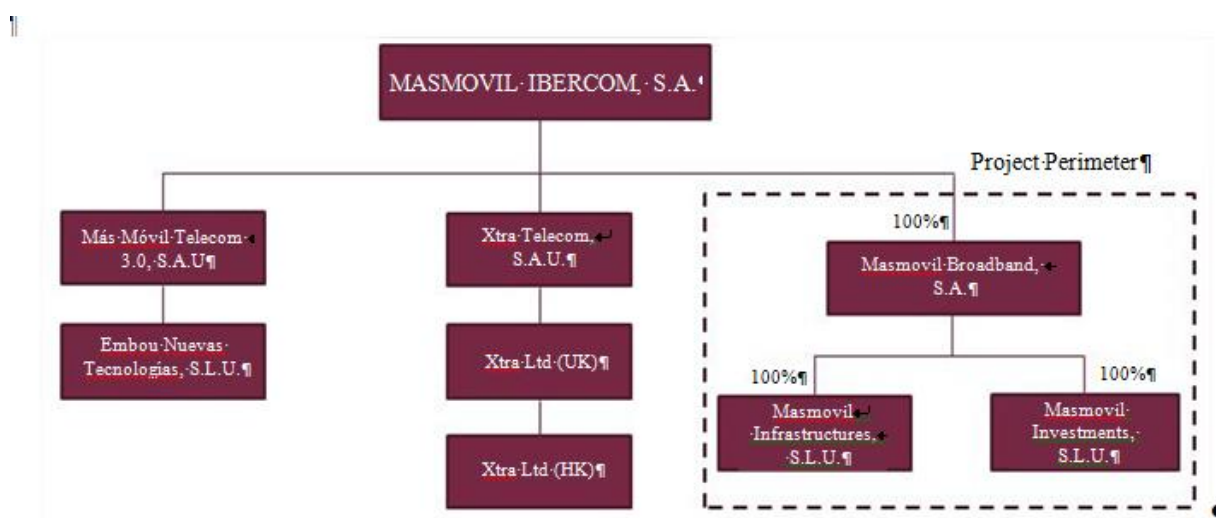 MASMOVIL IBERCOM, S.A.
Project Perimeter¶
100%¶
Más Móvil Telecom
3.0, S.A.U¶
Xtra Telecom,
S.A.U.¶
Masmovil Broadband,
S.A.¶
Embou Nuevas
Tecnologías, S.L.U.¶
Xtra Ltd (UK)¶
100%¶
100%¶
Masmovil
Infrastructures,
S.L.U.¶
Masmovil
Investments,
S.L.U.¶
Xtra Ltd (HK)¶